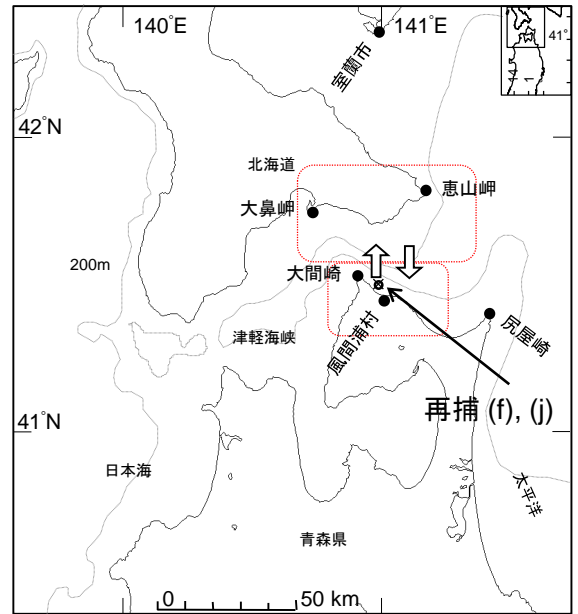 140°E
141°E
41°
室蘭市
42°N
北海道
恵山岬
大鼻岬
200m
大間崎
津軽海峡
風間浦村
尻屋崎
再捕 (f), (j)
41°N
日本海
太平洋
青森県
0 50 km